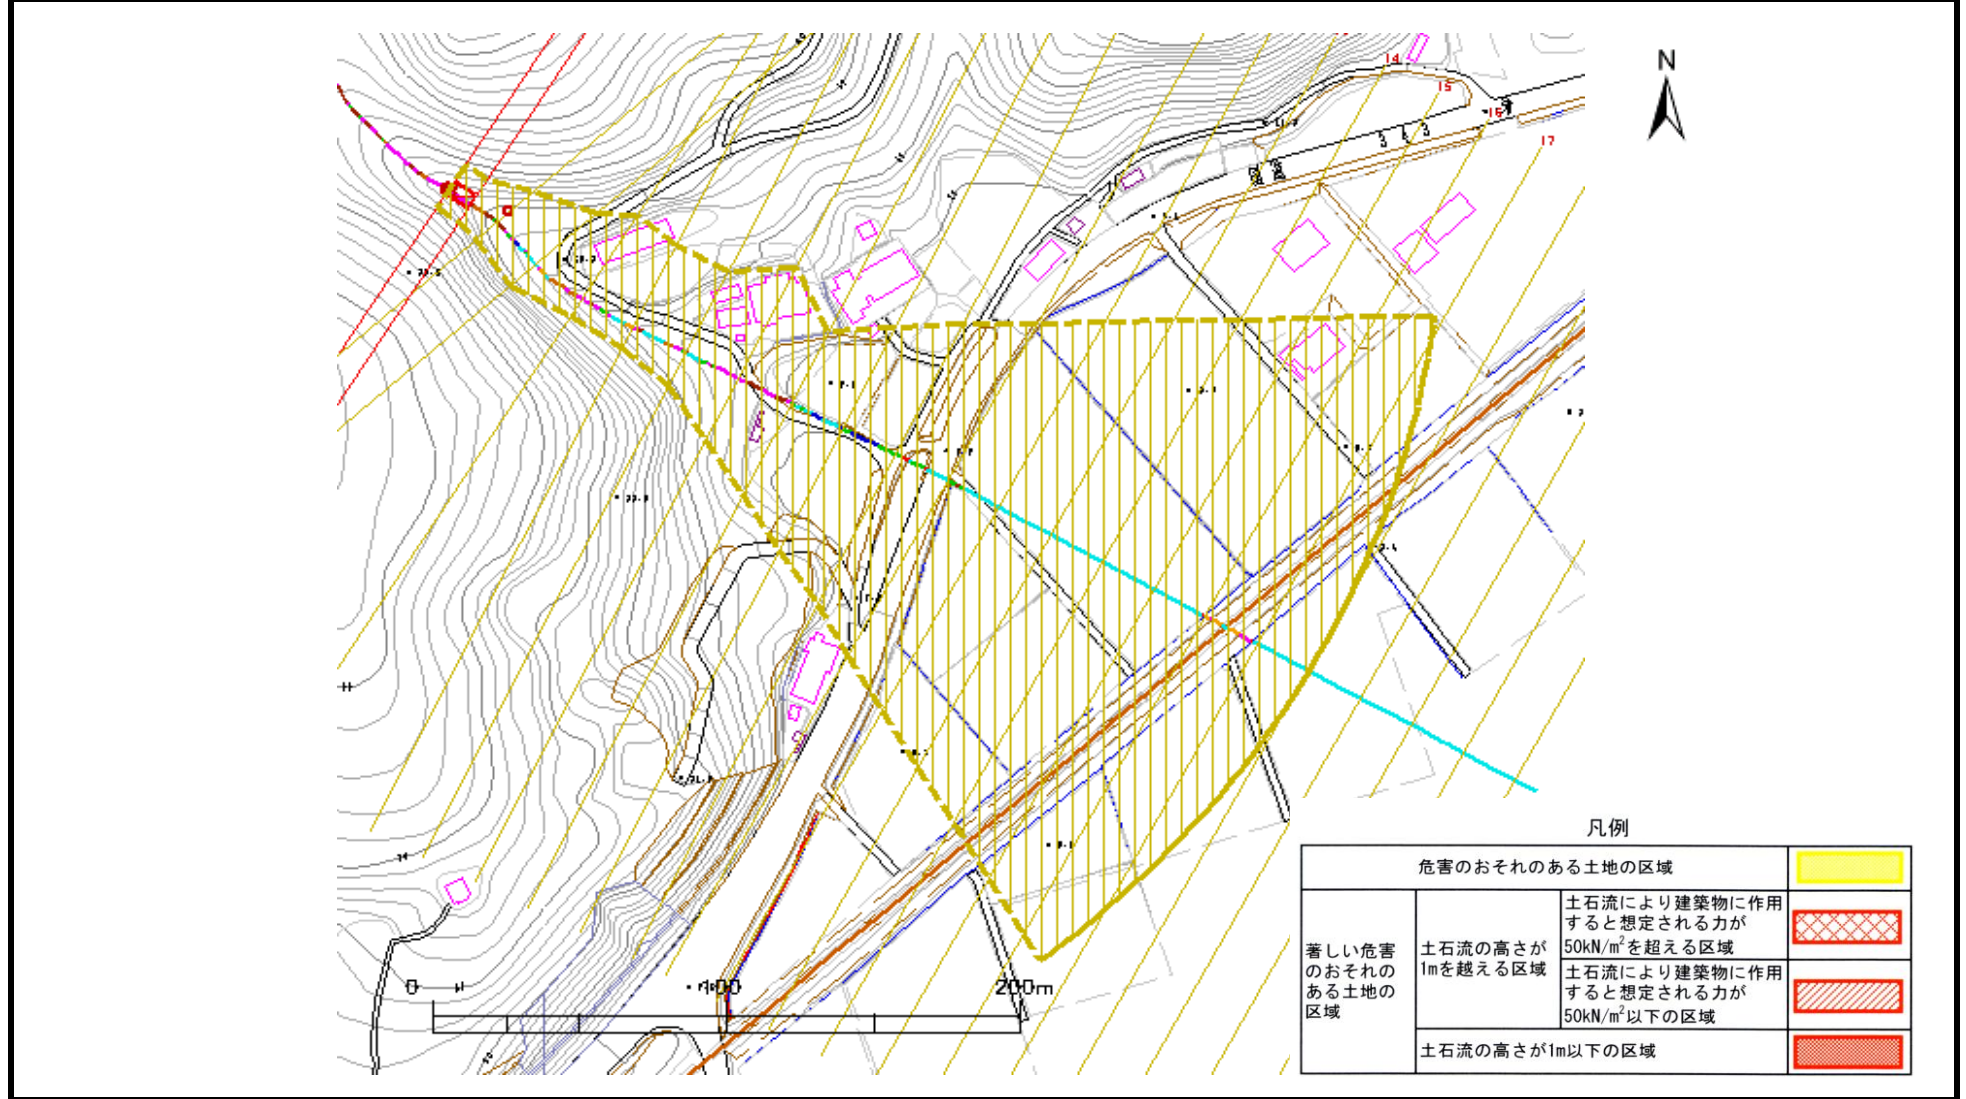 N
14
15
16
17
3 4 3
0
100
200m
凡例
危害のおそれのある土地の区域
著しい危害
のおそれの
ある土地の
区域
土石流の高さが
1mを越える区域
土石流により建築物に作用
すると想定される力が
50kN/m²を超える区域
土石流により建築物に作用
すると想定される力が
50kN/m²以下の区域
土石流の高さが1m以下の区域